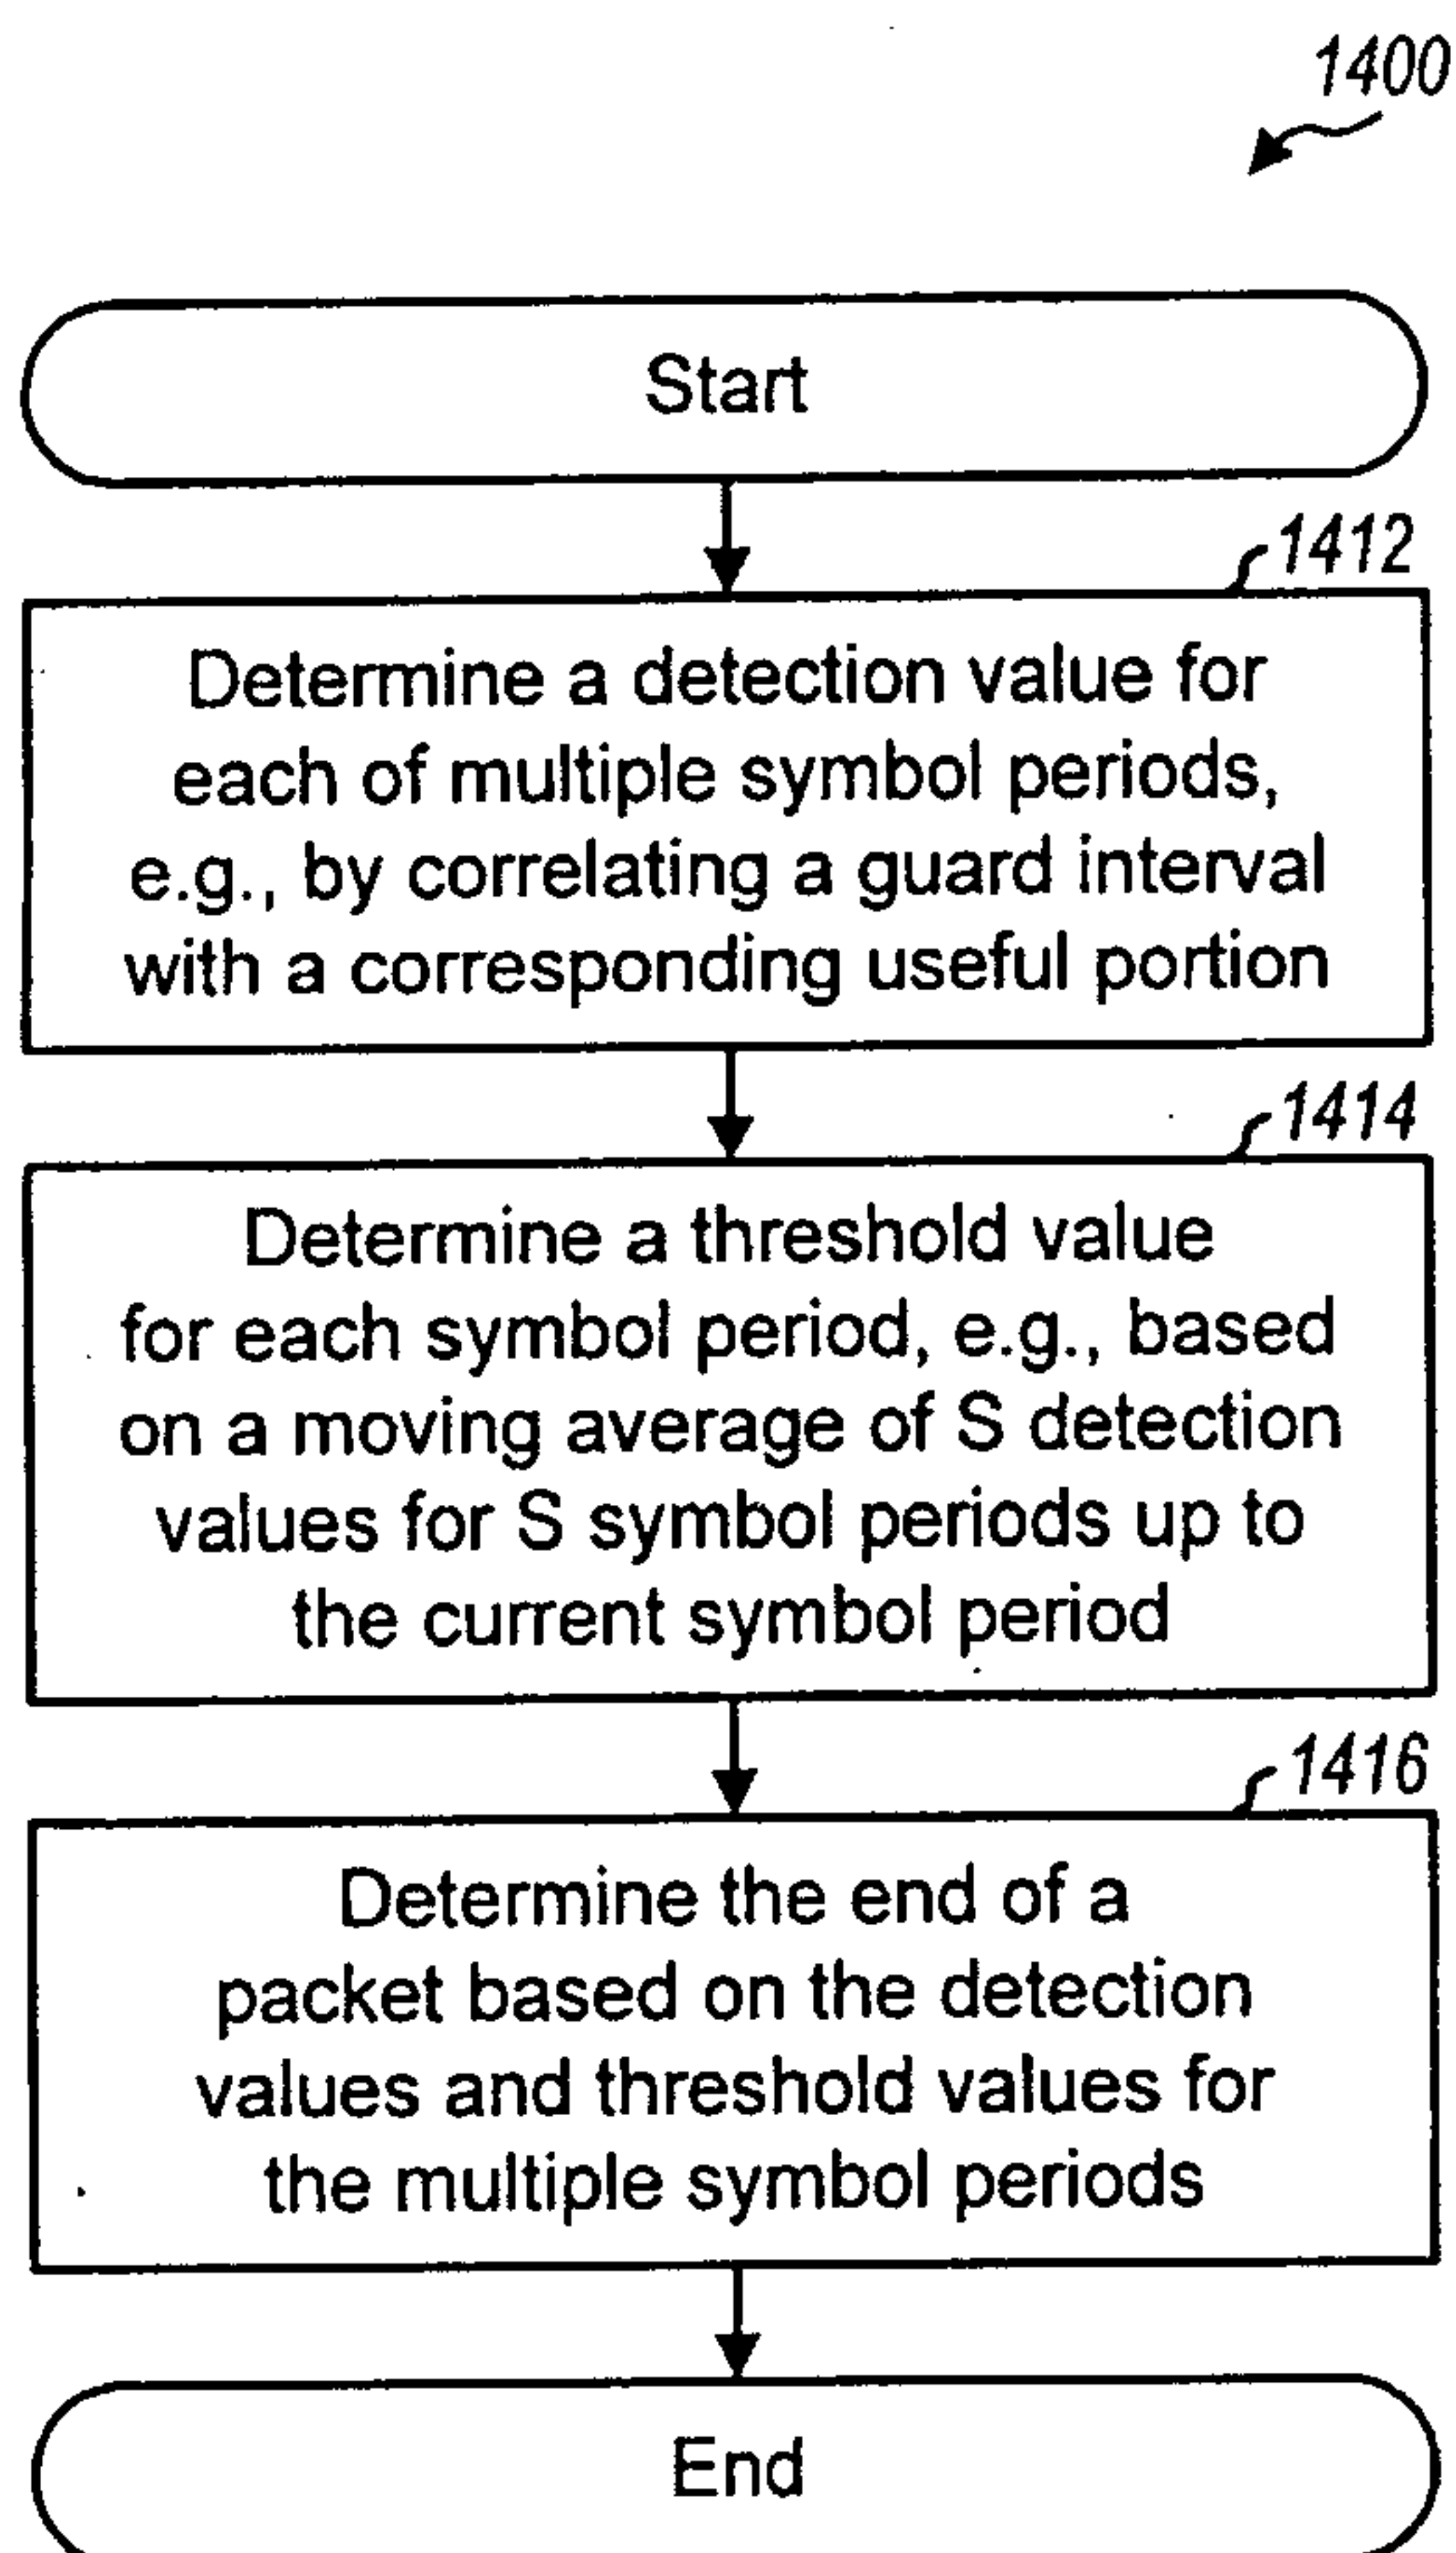 1400
Start
1412
Determine a detection value for
each of multiple symbol periods,
e.g., by correlating a guard interval
with a corresponding useful portion
1414
Determine a threshold value
for each symbol period, e.g., based
on a moving average of S detection
values for S symbol periods up to
the current symbol period
1416
Determine the end of a
packet based on the detection
values and threshold values for
the multiple symbol periods
End